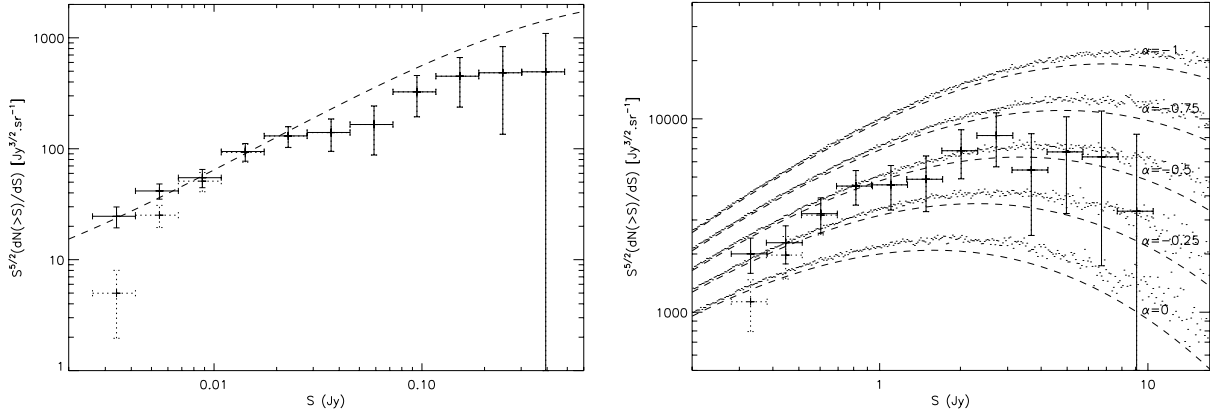 S^{5/2}(dN(>S)/dS) [Jy^{3/2}.sr^{-1}]
1000
100
10
1
0.01
0.10
S (Jy)
S^{5/2}(dN(>S)/dS) [Jy^{3/2}.sr^{-1}]
10000
1000
1
10
S (Jy)
α=-1
α=-0.75
α=-0.5
α=-0.25
α=0